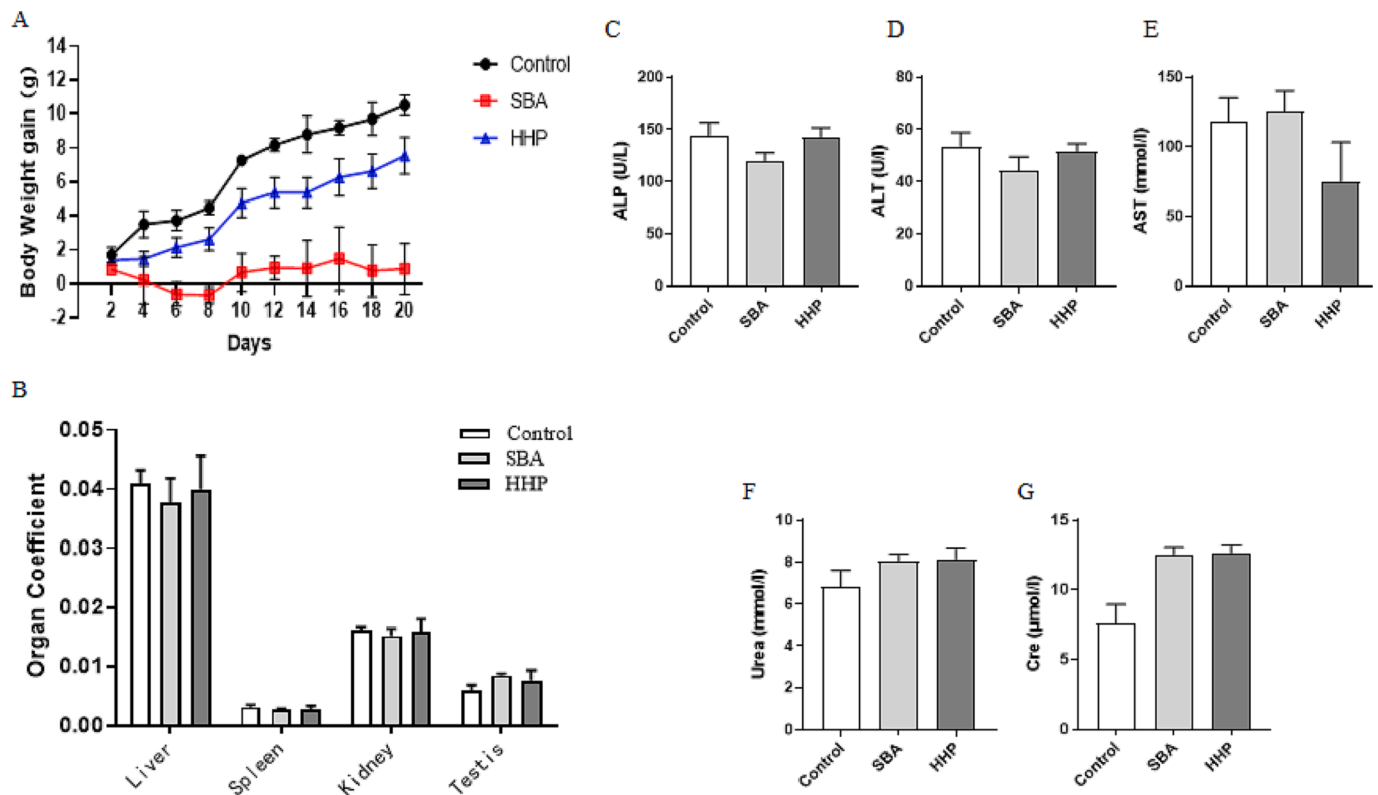 A
Body Weight gain (g)
14
12
10
8
6
4
2
0
-2
2 4 6 8 10 12 14 16 18 20
Days
Control
SBA
HHP
B
Organ Coefficient
0.05
0.04
0.03
0.02
0.01
0.00
Liver Spleen Kidney Testis
Control
SBA
HHP
C
ALP (U/L)
200
150
100
50
0
Control SBA HHP
D
ALT (U/l)
80
60
40
20
0
Control SBA HHP
E
AST (mmol/l)
150
100
50
0
Control SBA HHP
F
Urea (mmol/l)
10
8
6
4
2
0
Control SBA HHP
G
Cre (μmol/l)
15
10
5
0
Control SBA HHP